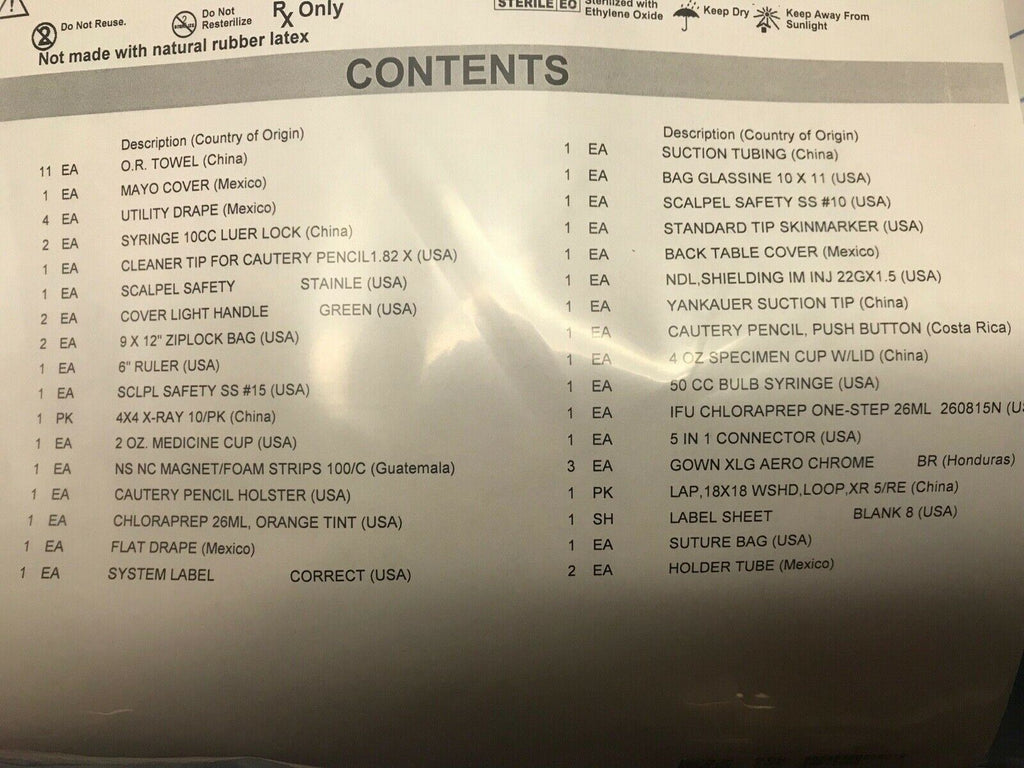 Do Not Reuse.
Do Not
Resterilize
Rx Only
STERILE EO
Sterilized with
Ethylene Oxide
Keep Dry
Keep Away From
Sunlight
Not made with natural rubber latex
CONTENTS
Description (Country of Origin)
11 EA O.R. TOWEL (China)
1 EA MAYO COVER (Mexico)
4 EA UTILITY DRAPE (Mexico)
2 EA SYRINGE 10CC LUER LOCK (China)
1 EA CLEANER TIP FOR CAUTERY PENCIL1.82 X (USA)
1 EA SCALPEL SAFETY STAINLE (USA)
2 EA COVER LIGHT HANDLE GREEN (USA)
2 EA 9 X 12" ZIPLOCK BAG (USA)
1 EA 6" RULER (USA)
1 EA SCLPL SAFETY SS #15 (USA)
1 PK 4X4 X-RAY 10/PK (China)
1 EA 2 OZ. MEDICINE CUP (USA)
1 EA NS NC MAGNET/FOAM STRIPS 100/C (Guatemala)
1 EA CAUTERY PENCIL HOLSTER (USA)
1 EA CHLORAPREP 26ML, ORANGE TINT (USA)
1 EA FLAT DRAPE (Mexico)
1 EA SYSTEM LABEL CORRECT (USA)
Description (Country of Origin)
1 EA SUCTION TUBING (China)
1 EA BAG GLASSINE 10 X 11 (USA)
1 EA SCALPEL SAFETY SS #10 (USA)
1 EA STANDARD TIP SKINMARKER (USA)
1 EA BACK TABLE COVER (Mexico)
1 EA NDL,SHIELDING IM INJ 22GX1.5 (USA)
1 EA YANKAUER SUCTION TIP (China)
1 EA CAUTERY PENCIL, PUSH BUTTON (Costa Rica)
1 EA 4 OZ SPECIMEN CUP W/LID (China)
1 EA 50 CC BULB SYRINGE (USA)
1 EA IFU CHLORAPREP ONE-STEP 26ML 260815N (US
1 EA 5 IN 1 CONNECTOR (USA)
3 EA GOWN XLG AERO CHROME BR (Honduras)
1 PK LAP,18X18 WSHD,LOOP,XR 5/RE (China)
1 SH LABEL SHEET BLANK 8 (USA)
1 EA SUTURE BAG (USA)
2 EA HOLDER TUBE (Mexico)